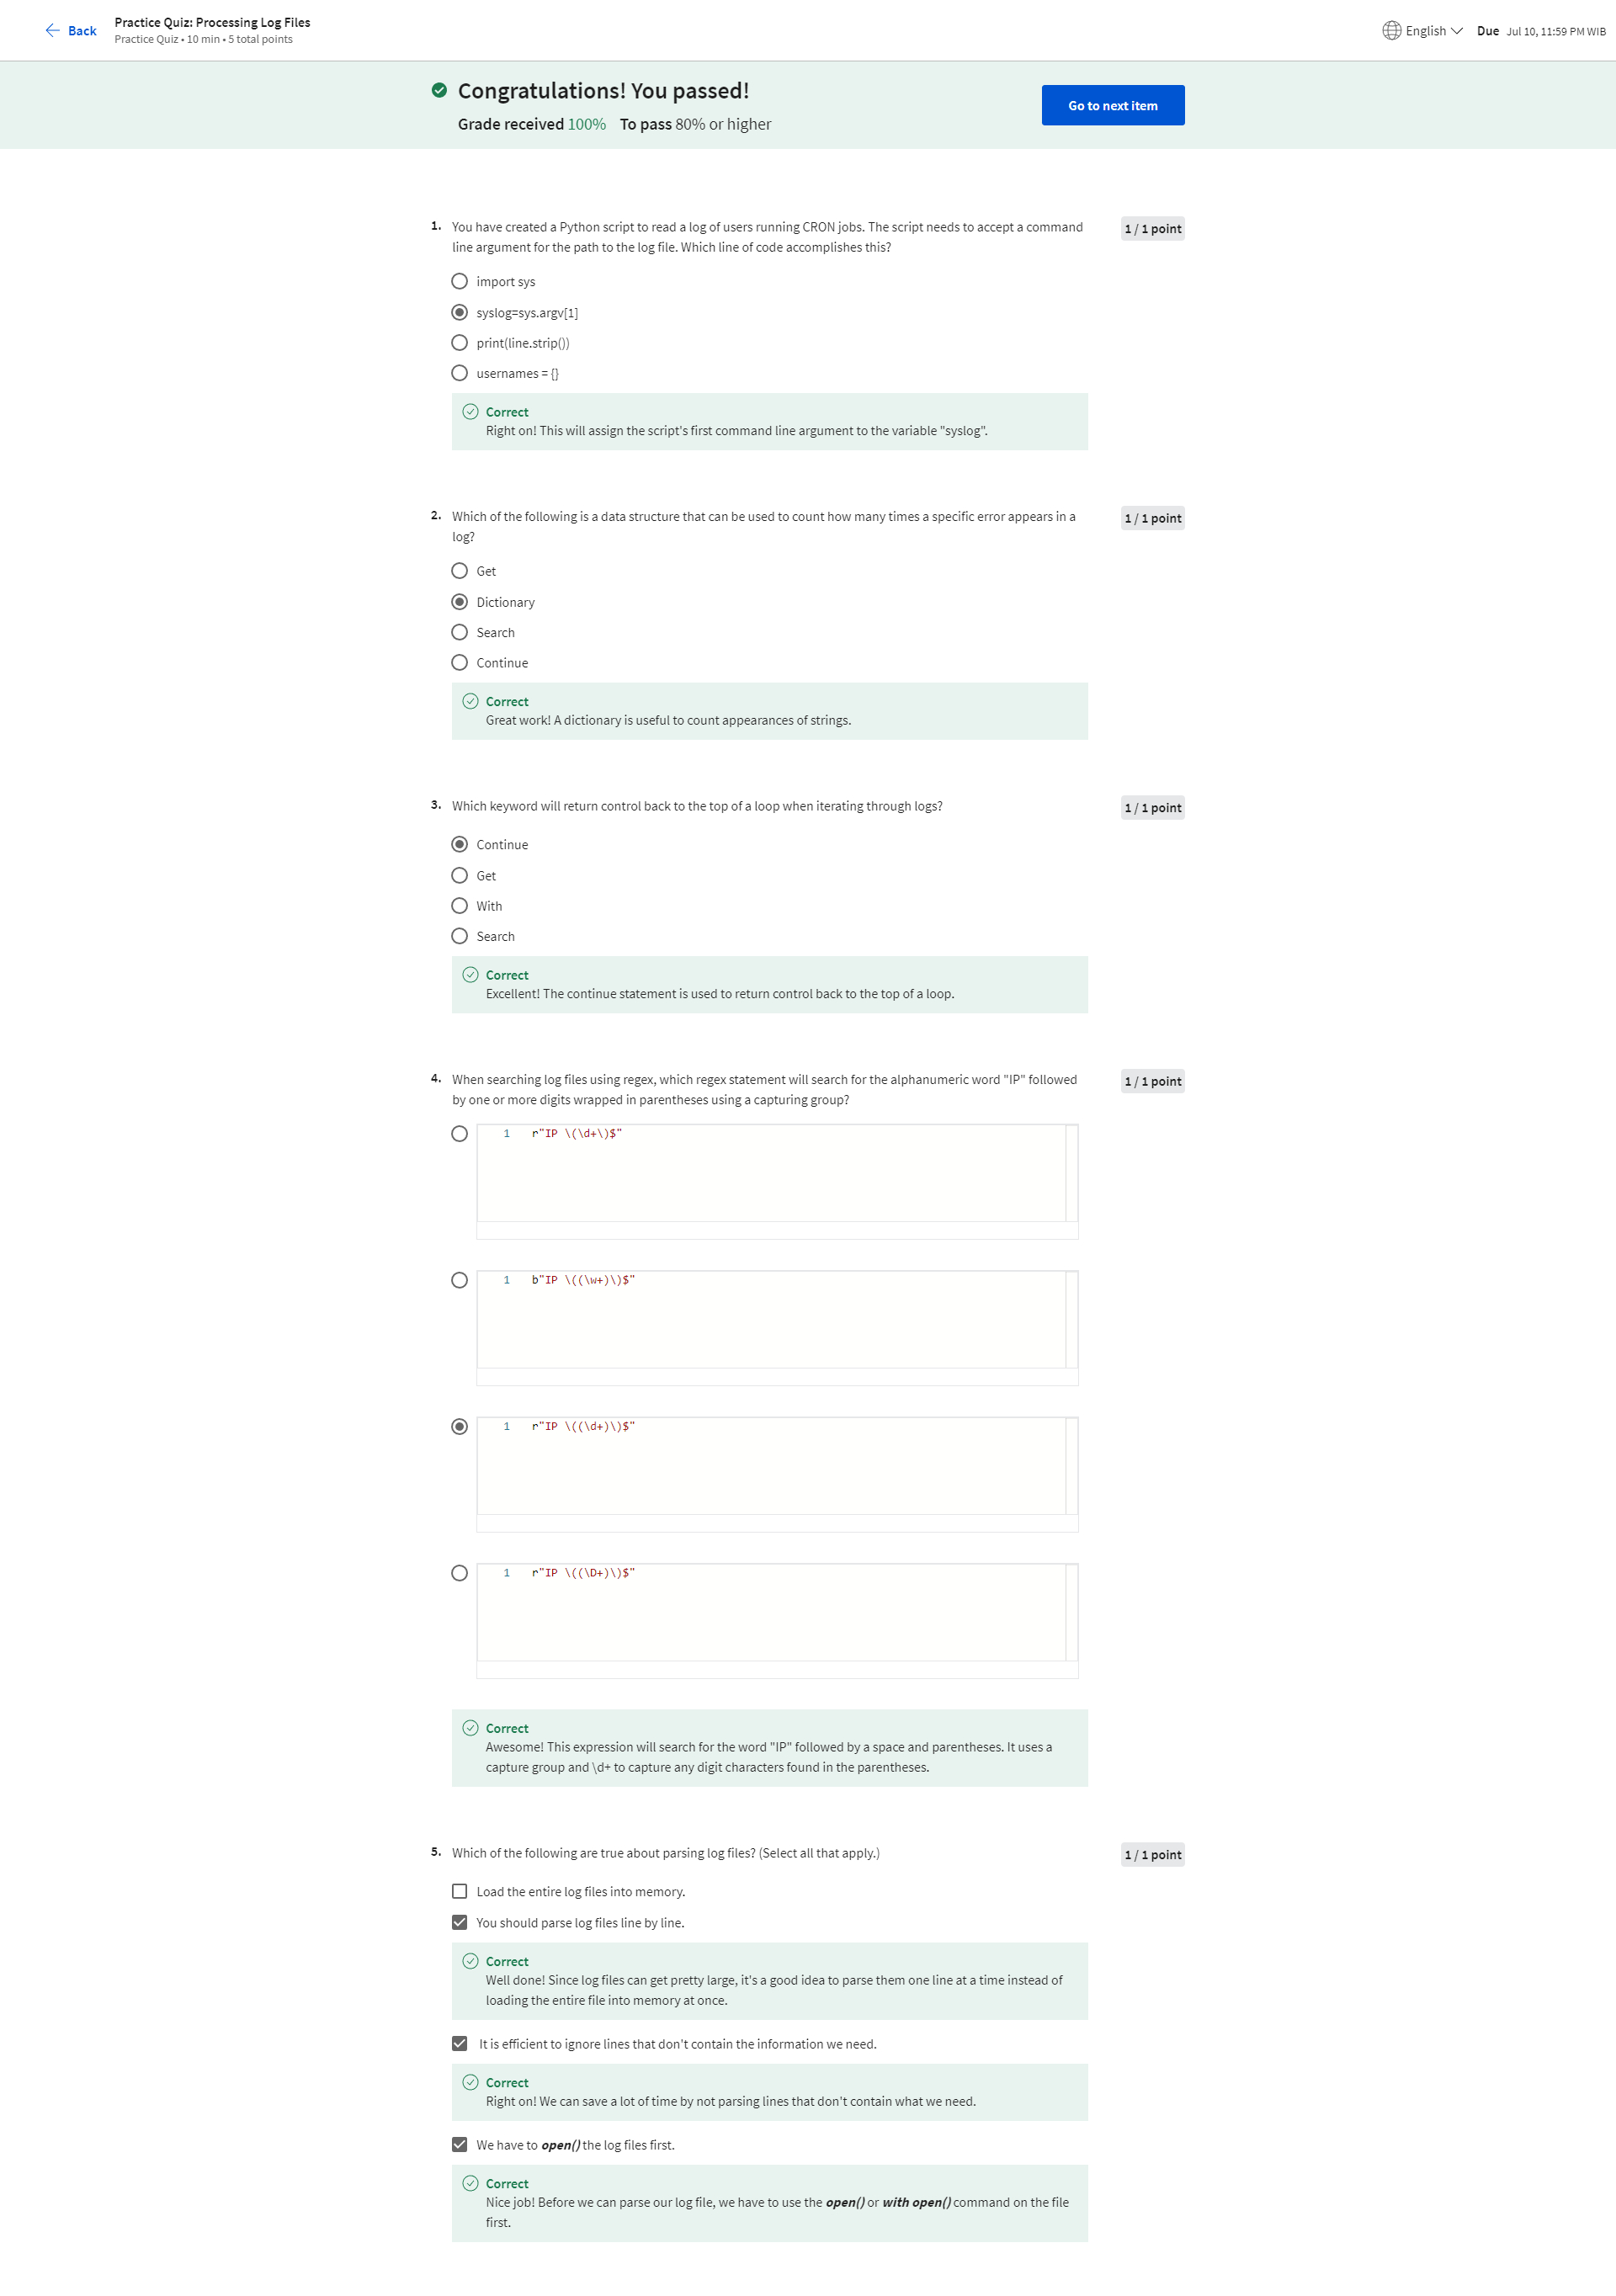 Back
Practice Quiz: Processing Log Files
Practice Quiz • 10 min • 5 total points
English
Due Jul 10, 11:59 PM WIB
Congratulations! You passed!
Grade received 100% To pass 80% or higher
Go to next item
1. You have created a Python script to read a log of users running CRON jobs. The script needs to accept a command
line argument for the path to the log file. Which line of code accomplishes this?
1 / 1 point
import sys
syslog=sys.argv[1]
print(line.strip())
usernames = {}
Correct
Right on! This will assign the script's first command line argument to the variable "syslog".
2. Which of the following is a data structure that can be used to count how many times a specific error appears in a
log?
1 / 1 point
Get
Dictionary
Search
Continue
Correct
Great work! A dictionary is useful to count appearances of strings.
3. Which keyword will return control back to the top of a loop when iterating through logs?
1 / 1 point
Continue
Get
With
Search
Correct
Excellent! The continue statement is used to return control back to the top of a loop.
4. When searching log files using regex, which regex statement will search for the alphanumeric word "IP" followed
by one or more digits wrapped in parentheses using a capturing group?
1 / 1 point
1 r"IP \(\d+\)$"
1 b"IP \((\w+)\)$"
1 r"IP \((\d+)\)$"
1 r"IP \((\D+)\)$"
Correct
Awesome! This expression will search for the word "IP" followed by a space and parentheses. It uses a
capture group and \d+ to capture any digit characters found in the parentheses.
5. Which of the following are true about parsing log files? (Select all that apply.)
1 / 1 point
Load the entire log files into memory.
You should parse log files line by line.
Correct
Well done! Since log files can get pretty large, it's a good idea to parse them one line at a time instead of
loading the entire file into memory at once.
It is efficient to ignore lines that don't contain the information we need.
Correct
Right on! We can save a lot of time by not parsing lines that don't contain what we need.
We have to open() the log files first.
Correct
Nice job! Before we can parse our log file, we have to use the open() or with open() command on the file
first.